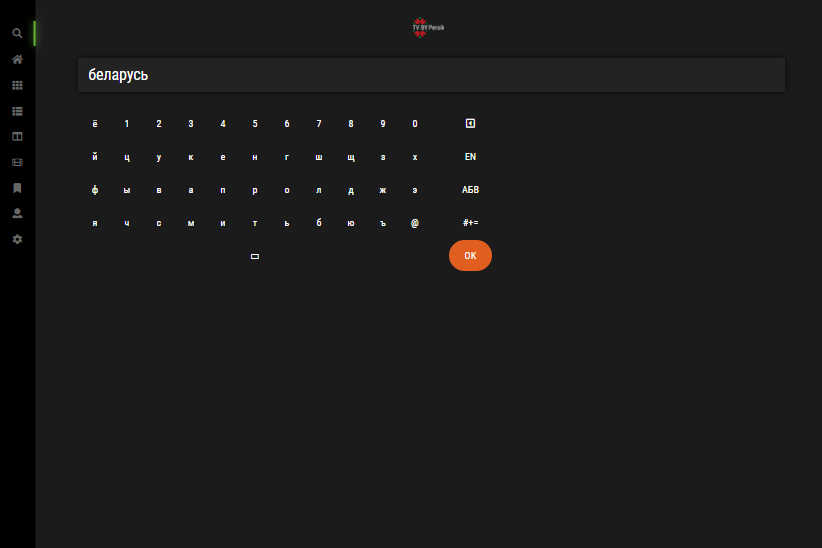 TV BY Persik
беларусь
ё 1 2 3 4 5 6 7 8 9 0
й ц у к е н г ш щ з х EN
ф ы в а п р о л д ж э АБВ
я ч с м и т ь б ю ъ @ #+=
OK